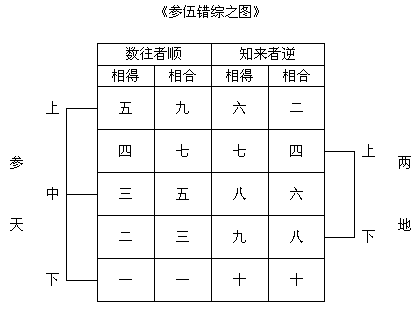 《参伍错综之图》
数往者顺 知来者逆
相得 相合 相得 相合
上 五 九 六 二
四 七 七 四 上
参 两
中 三 五 八 六
天 地
二 三 九 八 下
下 一 一 十 十